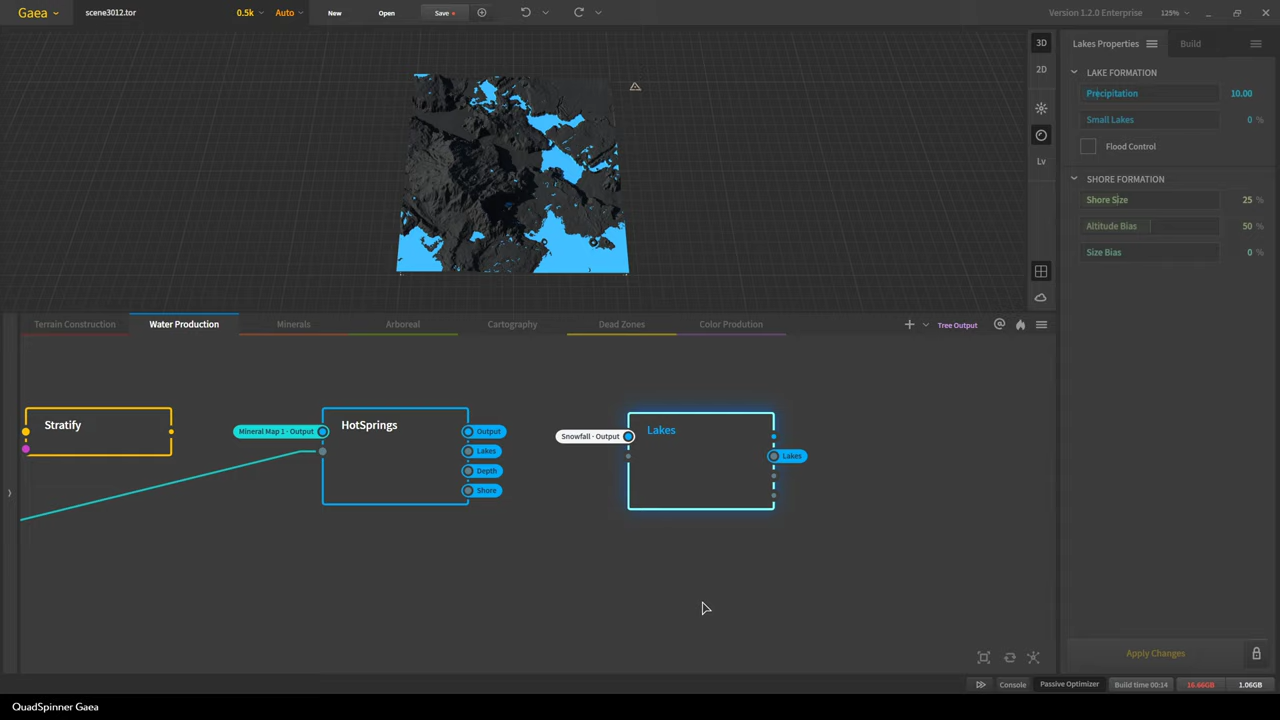 Gaea
scene3012.tor
0.5k
Auto
New
Open
Save
Version 1.2.0 Enterprise
125%
3D
2D
Lv
Lakes Properties
Build
LAKE FORMATION
Precipitation 10.00
Small Lakes 0 %
Flood Control
SHORE FORMATION
Shore Size 25 %
Altitude Bias 50 %
Size Bias 0 %
Terrain Construction
Water Production
Minerals
Arboreal
Cartography
Dead Zones
Color Prodution
Tree Output
Stratify
Mineral Map 1 - Output
HotSprings
Output
Lakes
Depth
Shore
Snowfall - Output
Lakes
Lakes
Apply Changes
Console
Passive Optimizer
Build time 00:14
16.66GB
1.06GB
QuadSpinner Gaea